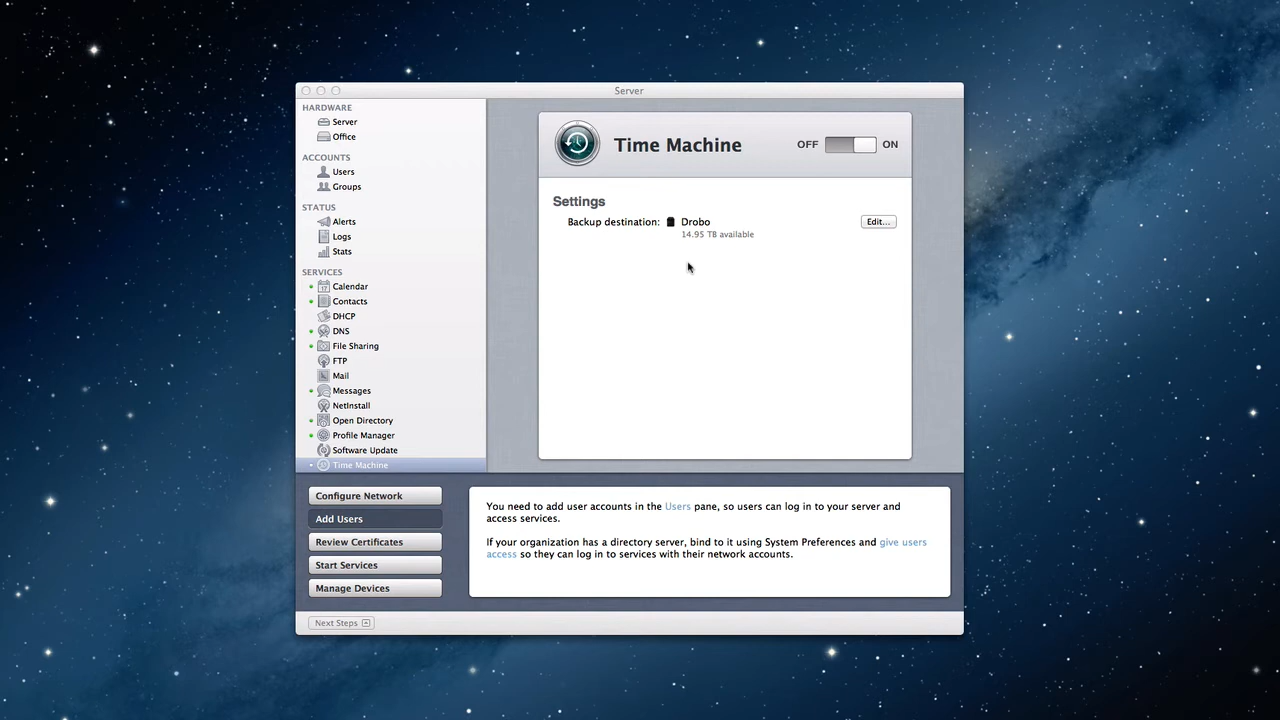 Server
HARDWARE
Server
Office
ACCOUNTS
Users
Groups
STATUS
Alerts
Logs
Stats
SERVICES
Calendar
Contacts
DHCP
DNS
File Sharing
FTP
Mail
Messages
NetInstall
Open Directory
Profile Manager
Software Update
Time Machine
Time Machine
OFF ON
Settings
Backup destination: Drobo
14.95 TB available
Edit...
Configure Network
Add Users
Review Certificates
Start Services
Manage Devices
You need to add user accounts in the Users pane, so users can log in to your server and
access services.
If your organization has a directory server, bind to it using System Preferences and give users
access so they can log in to services with their network accounts.
Next Steps